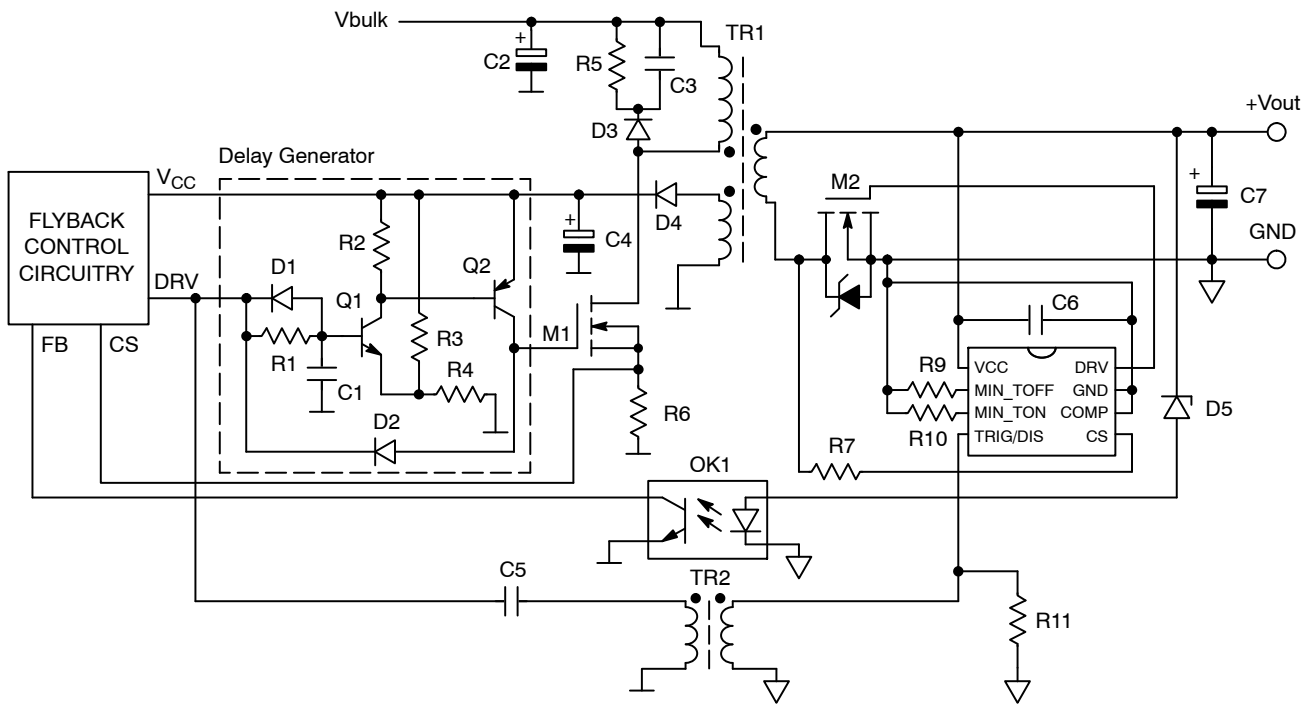 Vbulk
+
C2
R5
C3
TR1
D3
+Vout
Delay Generator
VCC
M2
+
C7
FLYBACK
CONTROL
CIRCUITRY
R2
+
C4
D4
GND
DRV
D1
Q1
Q2
C6
FB
CS
R1
C1
R3
R4
M1
R9
VCC
DRV
MIN_TOFF
GND
MIN_TON
COMP
TRIG/DIS
CS
D5
D2
R6
R10
R7
OK1
C5
TR2
R11